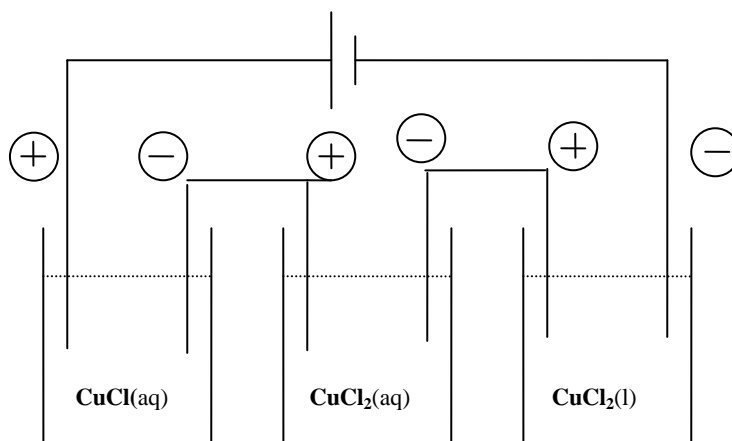 + − + − + −
CuCl(aq) CuCl₂(aq) CuCl₂(l)